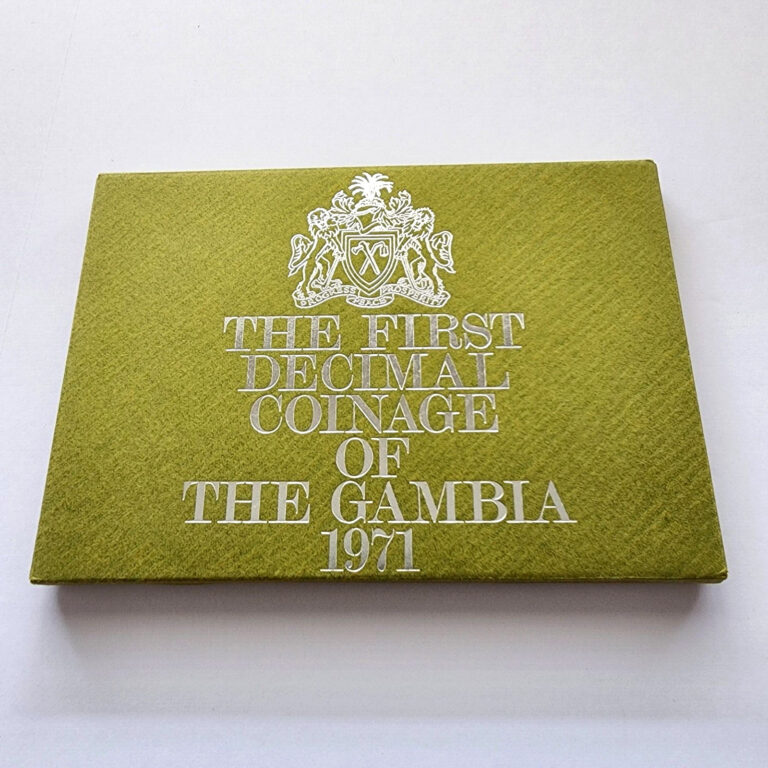 PROGRESS PEACE PROSPERITY
THE FIRST
DECIMAL
COINAGE
OF
THE GAMBIA
1971